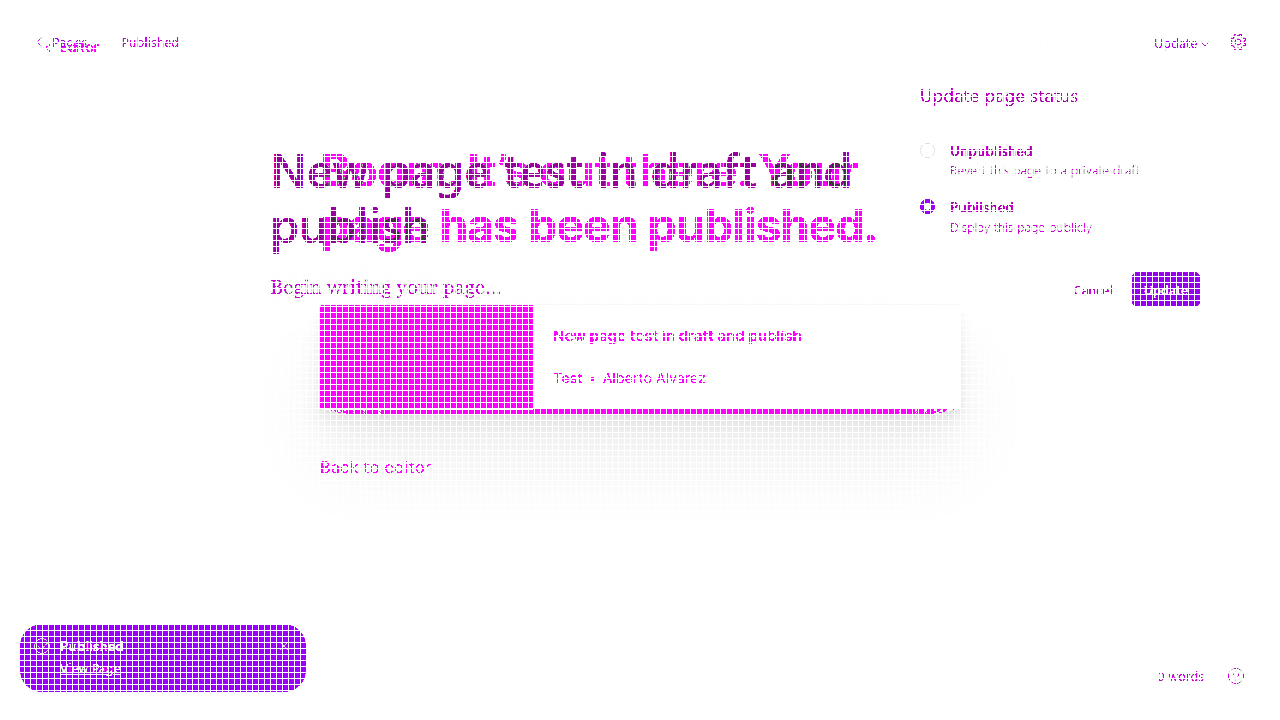 Pages
Editor
Published
Update
Update page status
Unpublished
Revert this page to a private draft
Published
Display this page publicly
Cancel
Update
New page test in draft and
publish
has been published.
Begin writing your page...
New page test in draft and publish
Test • Alberto Alvarez
Back to editor
Published
View Page
0 words